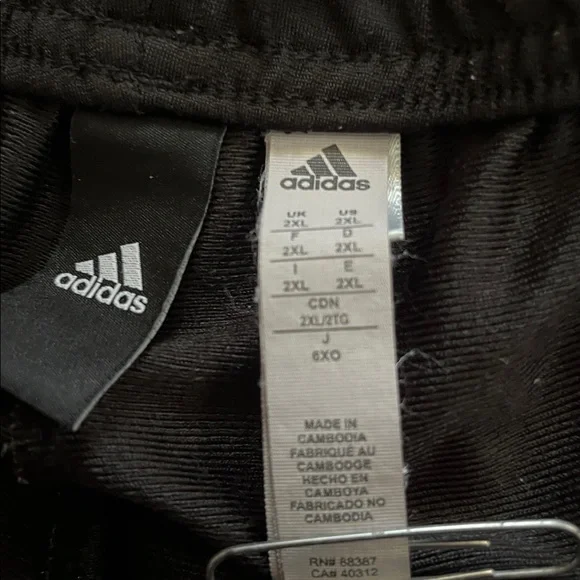 adidas
adidas
UK US
2XL 2XL
F D
2XL 2XL
I E
2XL 2XL
CDN
2XL/2TG
J
6XO
MADE IN
CAMBODIA
FABRIQUÉ AU
CAMBODGE
HECHO EN
CAMBOYA
FABRICADO NO
CAMBODIA
RN# 88387
CA# 40312